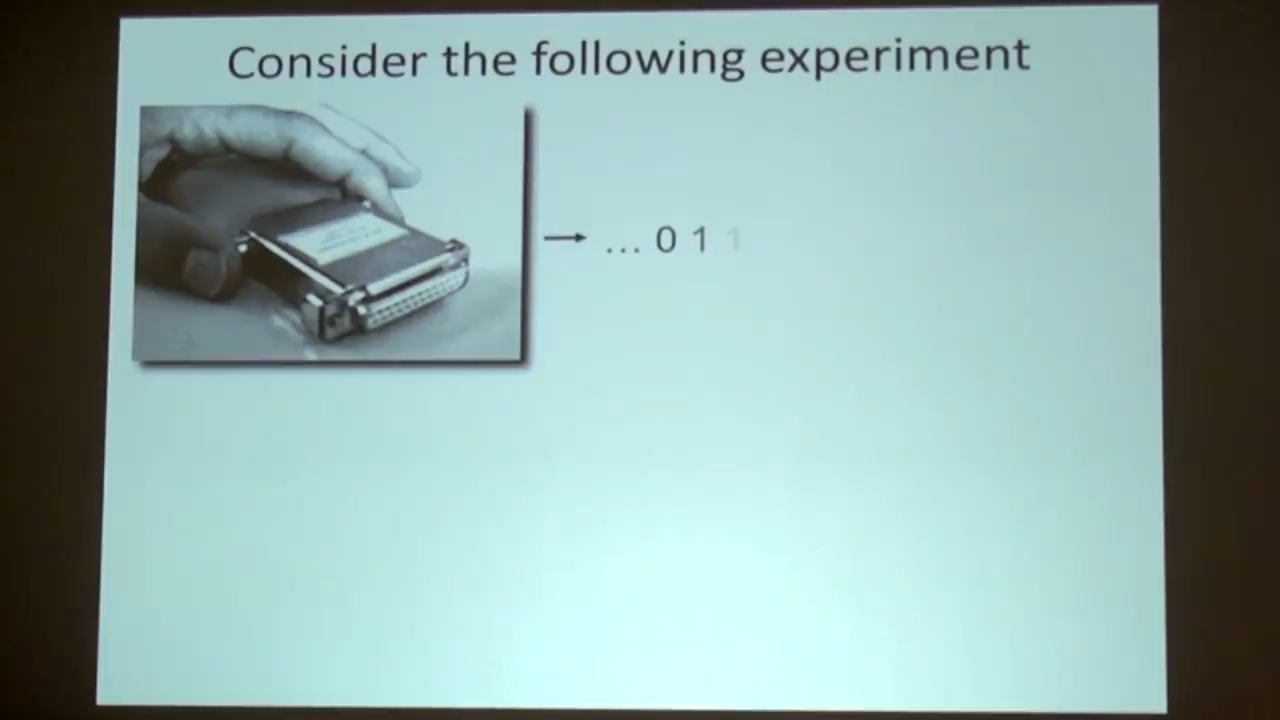 Consider the following experiment
→ ... 0 1 1